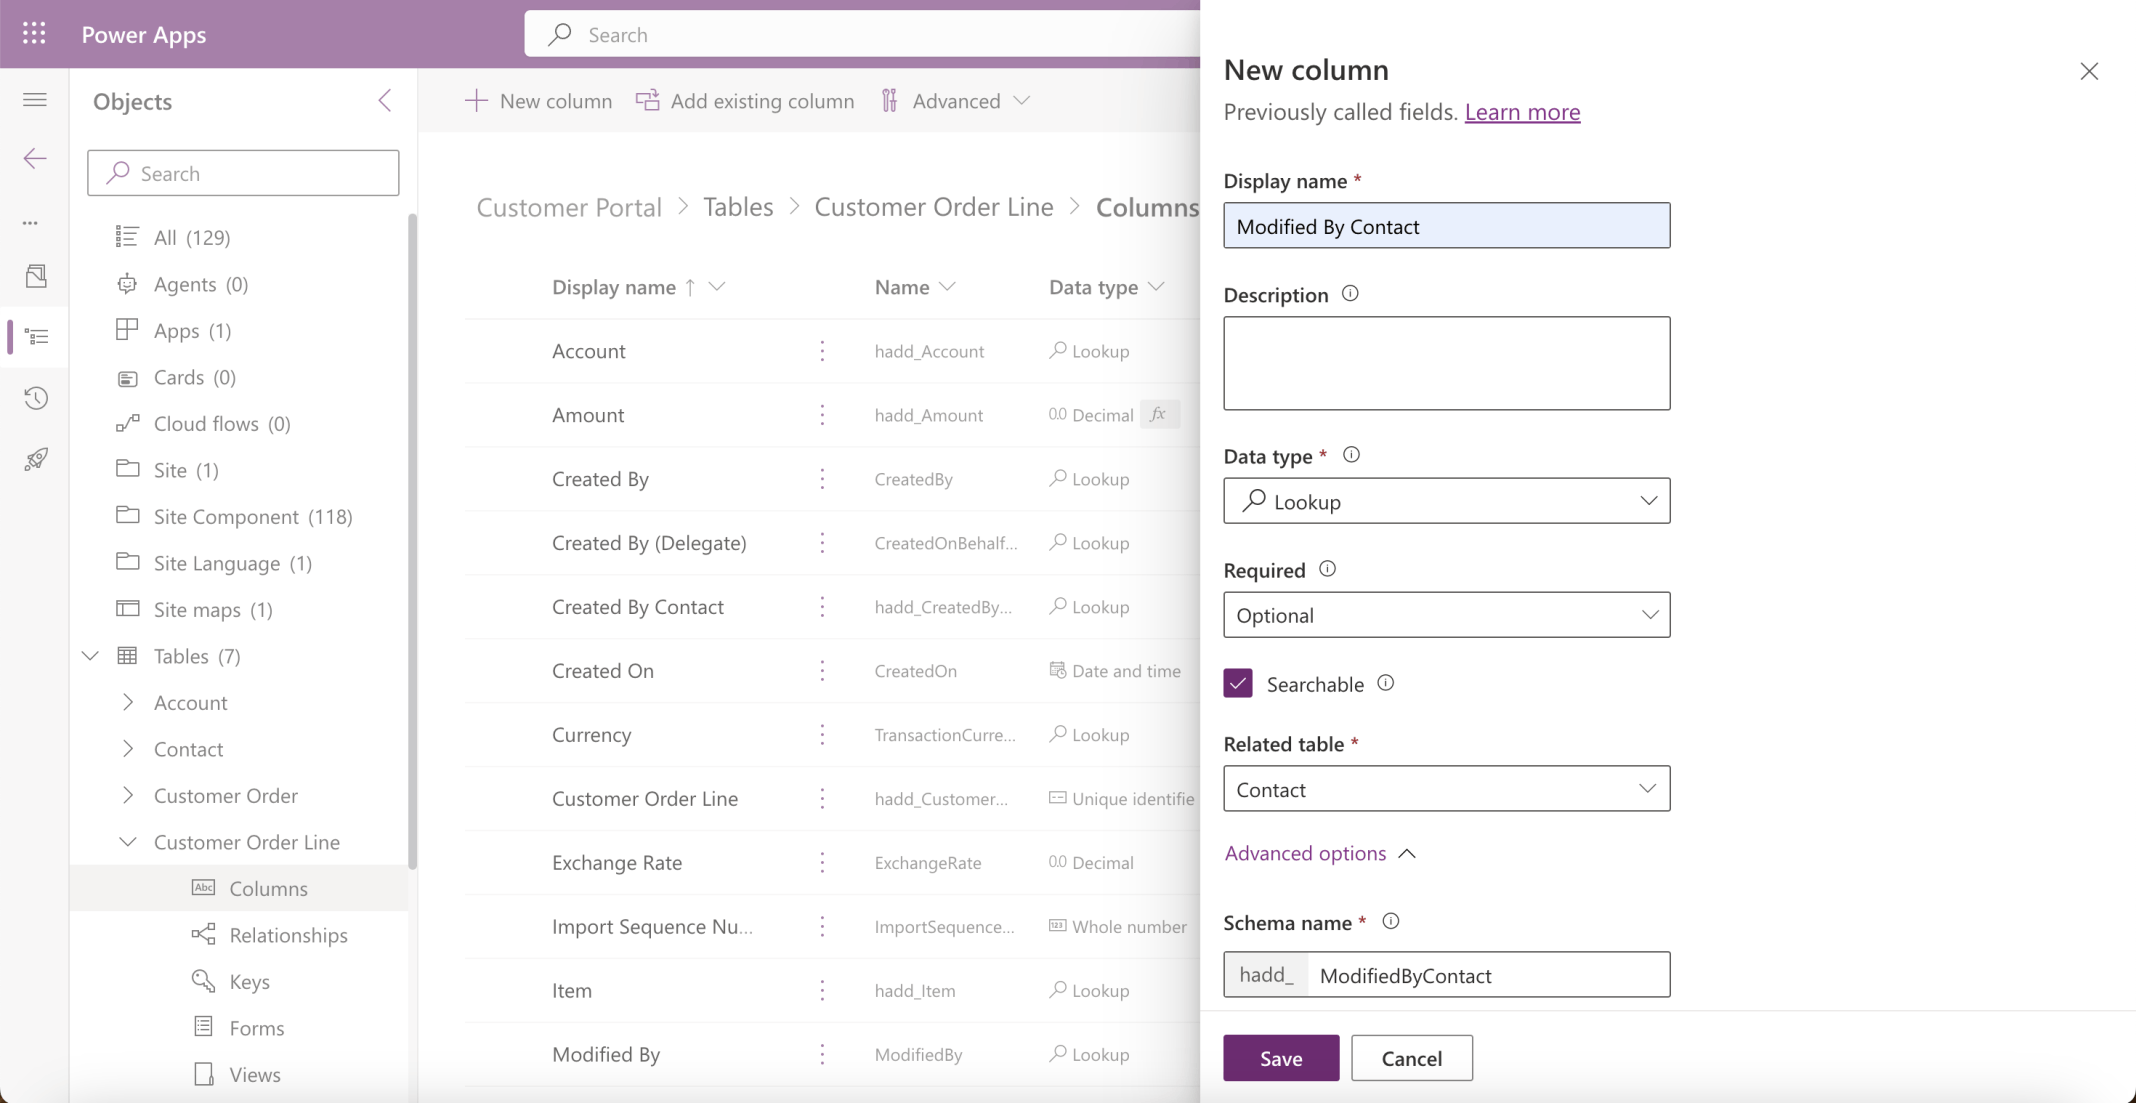 Power Apps
Search
Objects
Search
All (129)
Agents (0)
Apps (1)
Cards (0)
Cloud flows (0)
Site (1)
Site Component (118)
Site Language (1)
Site maps (1)
Tables (7)
Account
Contact
Customer Order
Customer Order Line
Abc Columns
Relationships
Keys
Forms
Views
New column Add existing column Advanced
Customer Portal > Tables > Customer Order Line > Columns
Display name ↑ Name Data type
Account hadd_Account Lookup
Amount hadd_Amount 0.0 Decimal fx
Created By CreatedBy Lookup
Created By (Delegate) CreatedOnBehalf... Lookup
Created By Contact hadd_CreatedBy... Lookup
Created On CreatedOn Date and time
Currency TransactionCurre... Lookup
Customer Order Line hadd_Customer... Unique identifie
Exchange Rate ExchangeRate 0.0 Decimal
Import Sequence Nu... ImportSequence... 123 Whole number
Item hadd_Item Lookup
Modified By ModifiedBy Lookup
New column
Previously called fields. Learn more
Display name *
Modified By Contact
Description
Data type *
Lookup
Required
Optional
Searchable
Related table *
Contact
Advanced options
Schema name *
hadd_ ModifiedByContact
Save Cancel